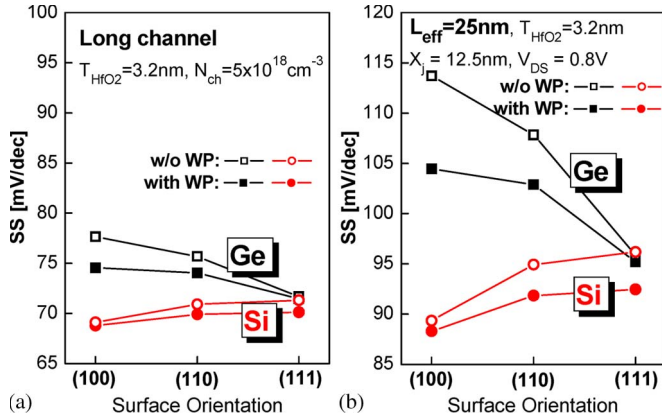 Long channel
T_HfO2=3.2nm, N_ch=5x10^18cm^-3
w/o WP:
with WP:
Ge
Si
SS [mV/dec]
100
95
90
85
80
75
70
65
(100) (110) (111)
(a) Surface Orientation
L_eff=25nm, T_HfO2=3.2nm
X_j = 12.5nm, V_DS = 0.8V
w/o WP:
with WP:
Ge
Si
SS [mV/dec]
120
115
110
105
100
95
90
85
(100) (110) (111)
(b) Surface Orientation